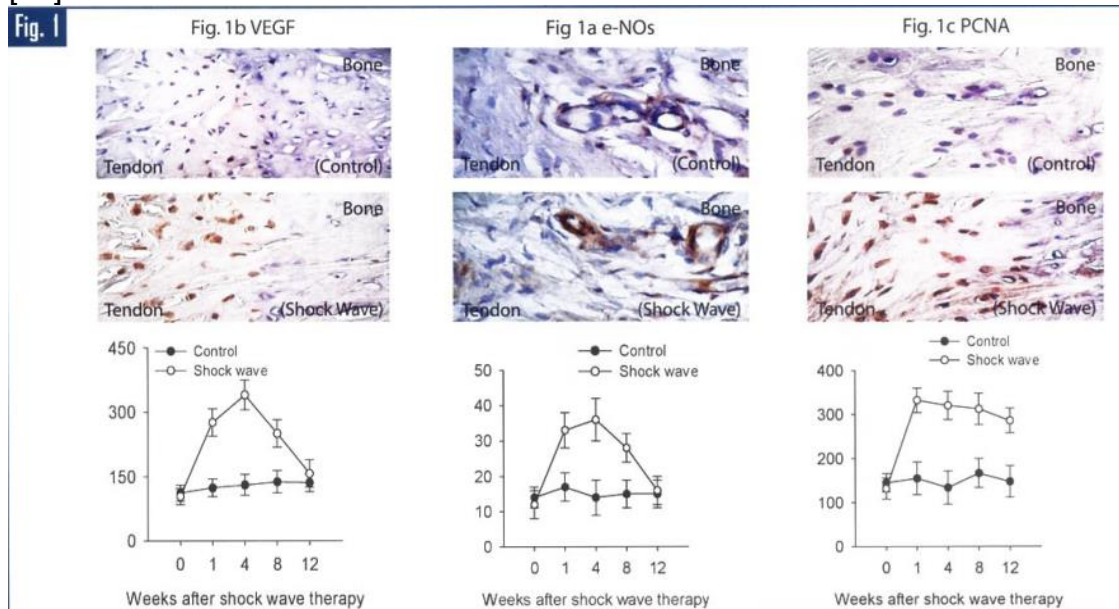 Fig. 1
Fig. 1b VEGF
Bone
Tendon (Control)
Bone
Tendon (Shock Wave)
Control
Shock wave
450
300
150
0
0 1 4 8 12
Weeks after shock wave therapy
Fig 1a e-NOs
Bone
Tendon (Control)
Bone
Tendon (Shock Wave)
Control
Shock wave
50
40
30
20
10
0
0 1 4 8 12
Weeks after shock wave therapy
Fig. 1c PCNA
Bone
Tendon (Control)
Bone
Tendon (Shock Wave)
Control
Shock wave
400
300
200
100
0
0 1 4 8 12
Weeks after shock wave therapy